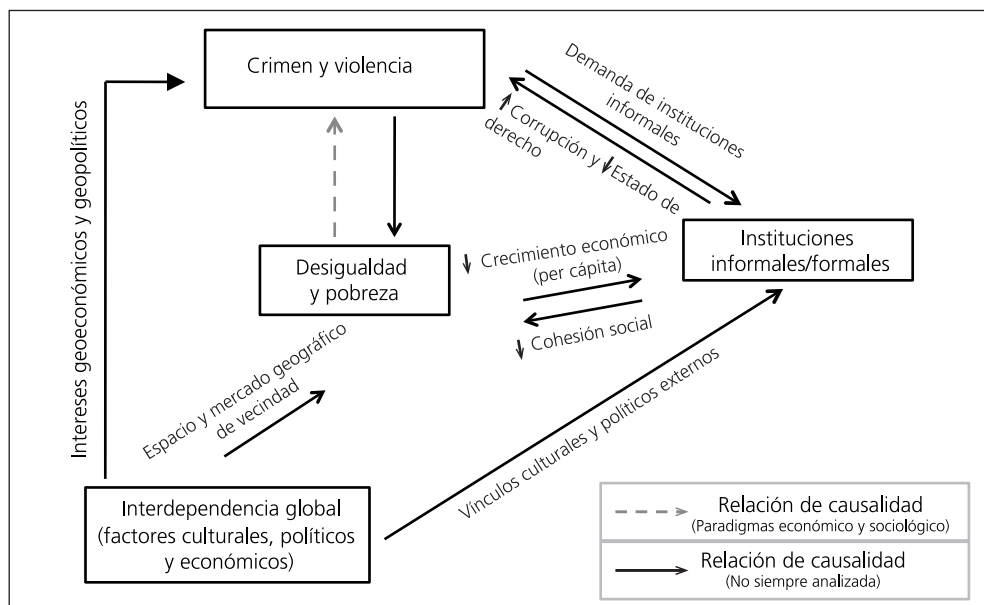 Crimen y violencia
Demanda de instituciones
informales
Corrupción y Estado de
derecho
Intereses geoeconómicos y geopolíticos
Desigualdad
y pobreza
Crecimiento económico
(per cápita)
Cohesión social
Instituciones
informales/formales
Espacio y mercado geográfico
de vecindad
Vínculos culturales y políticos externos
Interdependencia global
(factores culturales, políticos
y económicos)
Relación de causalidad
(Paradigmas económico y sociológico)
Relación de causalidad
(No siempre analizada)